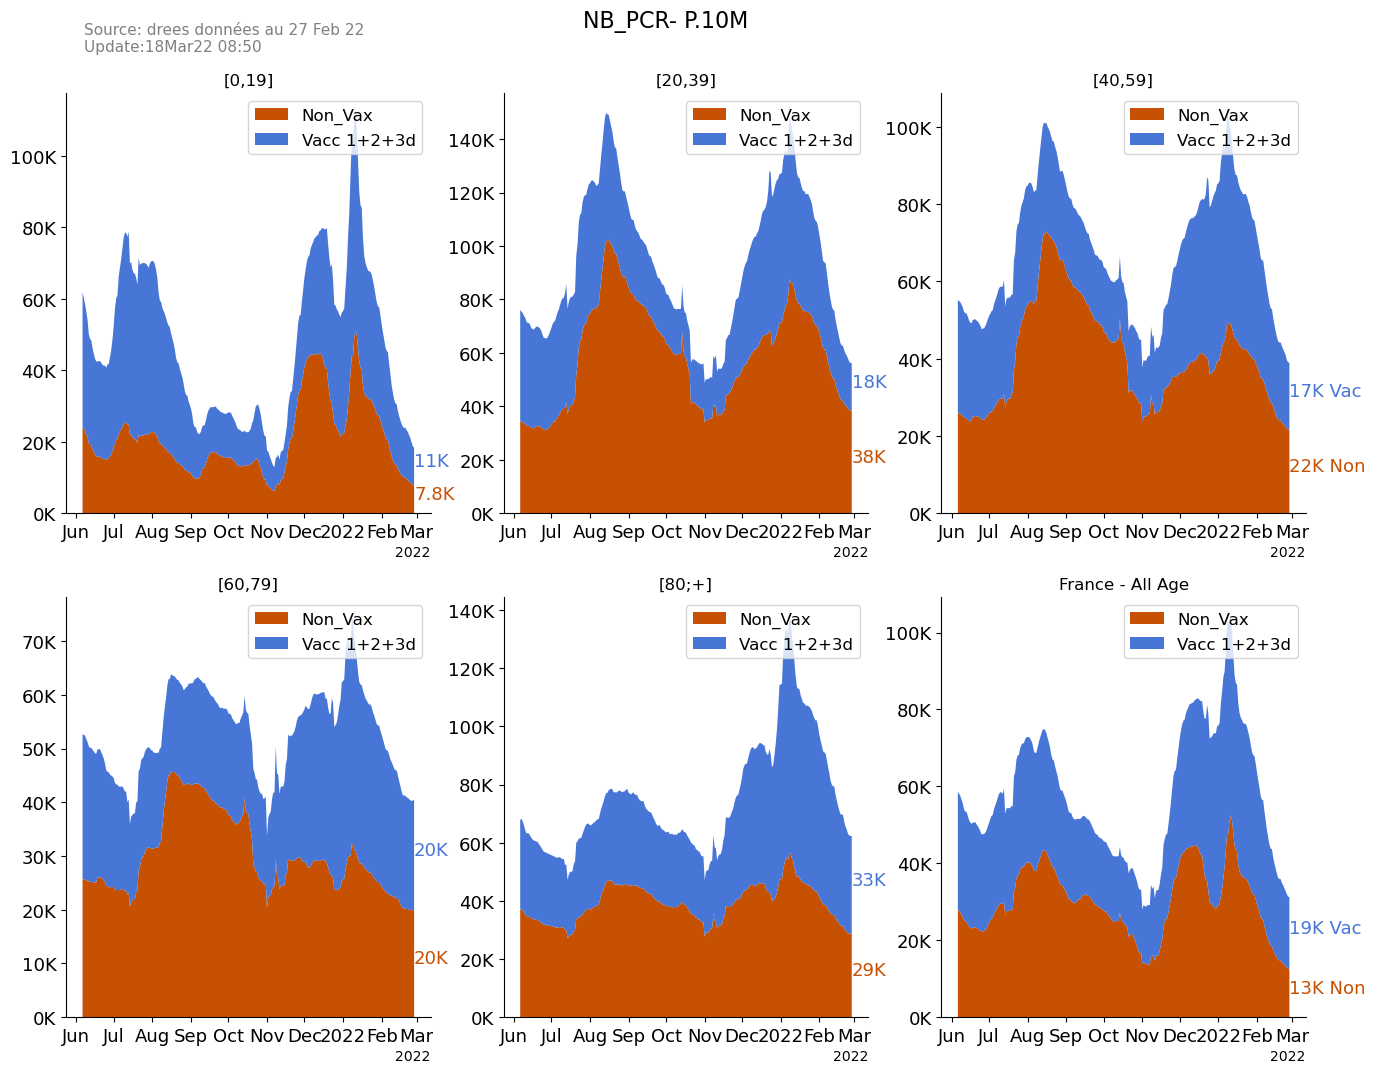 NB_PCR- P.10M
Source: drees données au 27 Feb 22
Update:18Mar22 08:50
[0,19]
Non_Vax
Vacc 1+2+3d
100K
80K
60K
40K
20K
0K
11K
7.8K
Jun Jul Aug Sep Oct Nov Dec 2022 Feb Mar
2022
[20,39]
Non_Vax
Vacc 1+2+3d
140K
120K
100K
80K
60K
40K
20K
0K
18K
38K
Jun Jul Aug Sep Oct Nov Dec 2022 Feb Mar
2022
[40,59]
Non_Vax
Vacc 1+2+3d
100K
80K
60K
40K
20K
0K
17K Vac
22K Non
Jun Jul Aug Sep Oct Nov Dec 2022 Feb Mar
2022
[60,79]
Non_Vax
Vacc 1+2+3d
70K
60K
50K
40K
30K
20K
10K
0K
20K
20K
Jun Jul Aug Sep Oct Nov Dec 2022 Feb Mar
2022
[80;+]
Non_Vax
Vacc 1+2+3d
140K
120K
100K
80K
60K
40K
20K
0K
33K
29K
Jun Jul Aug Sep Oct Nov Dec 2022 Feb Mar
2022
France - All Age
Non_Vax
Vacc 1+2+3d
100K
80K
60K
40K
20K
0K
19K Vac
13K Non
Jun Jul Aug Sep Oct Nov Dec 2022 Feb Mar
2022